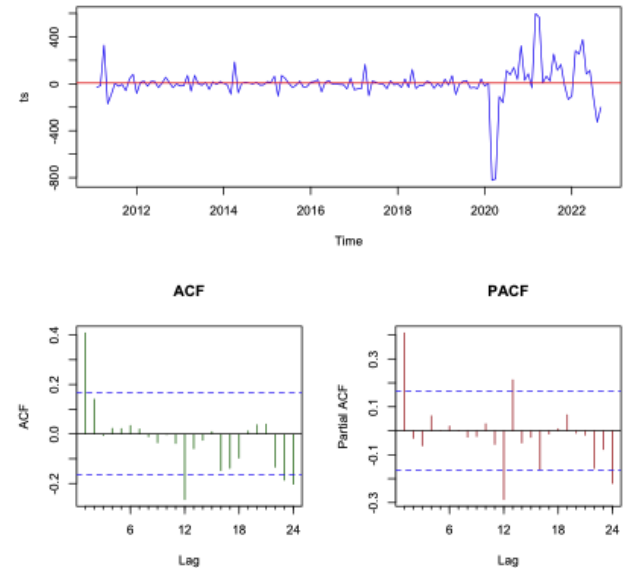 ts
400
0
-400
-800
2012 2014 2016 2018 2020 2022
Time
ACF
ACF
0.4
0.2
0.0
-0.2
6 12 18 24
Lag
PACF
Partial ACF
0.3
0.1
-0.1
-0.3
6 12 18 24
Lag